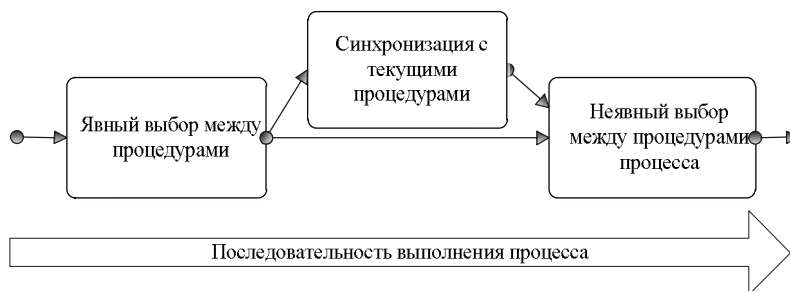 Синхронизация с
текущими
процедурами
Явный выбор между
процедурами
Неявный выбор
между процедурами
процесса
Последовательность выполнения процесса